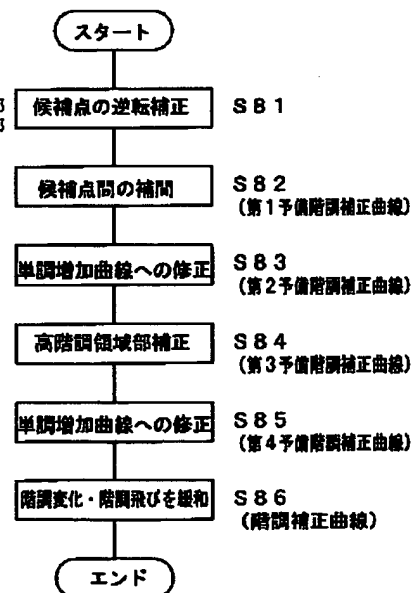 スタート
部
部
候補点の逆転補正 S81
候補点間の補間 S82
(第1予備階調補正曲線)
単調増加曲線への修正 S83
(第2予備階調補正曲線)
高階調領域部補正 S84
(第3予備階調補正曲線)
単調増加曲線への修正 S85
(第4予備階調補正曲線)
階調変化・階調飛びを緩和 S86
(階調補正曲線)
エンド